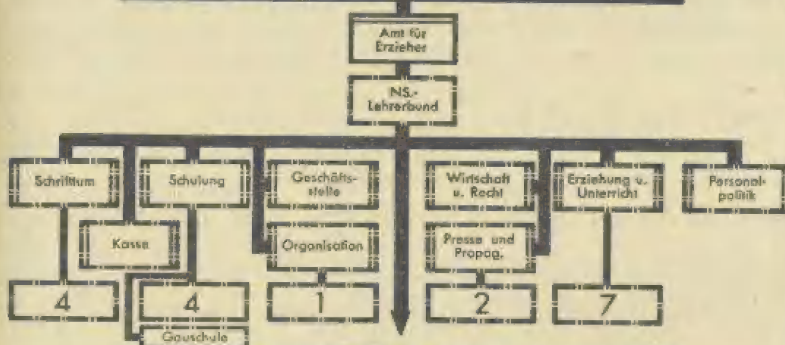 Amt für
Erzieher
NS.-
Lehrerbund
Schrifttum
Schulung
Geschäfts-
stelle
Wirtschaft
u. Recht
Erziehung u.
Unterricht
Personal-
politik
Kasse
Organisation
Presse und
Propag.
4
4
1
2
7
Gauschule